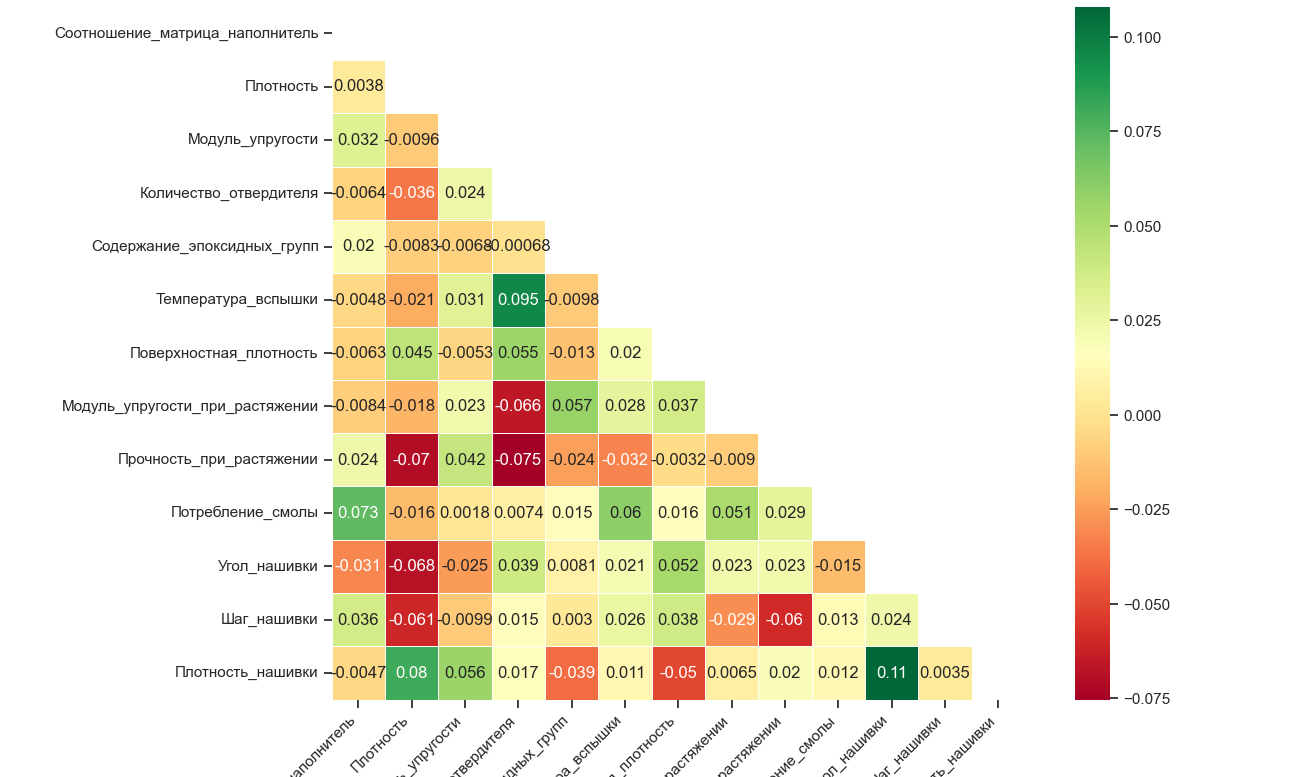 Соотношение_матрица_наполнитель
Плотность
0.0038
Модуль_упругости
0.032 -0.0096
Количество_отвердителя
-0.0064 -0.036 0.024
Содержание_эпоксидных_групп
0.02 -0.0083 -0.0068 -0.00068
Температура_вспышки
-0.0048 -0.021 0.031 0.095 -0.0098
Поверхностная_плотность
-0.0063 0.045 -0.0053 0.055 -0.013 0.02
Модуль_упругости_при_растяжении
-0.0084 -0.018 0.023 -0.066 0.057 0.028 0.037
Прочность_при_растяжении
0.024 -0.07 0.042 -0.075 -0.024 -0.032 -0.0032 -0.009
Потребление_смолы
0.073 -0.016 0.0018 0.0074 0.015 0.06 0.016 0.051 0.029
Угол_нашивки
-0.031 -0.068 -0.025 0.039 0.0081 0.021 0.052 0.023 0.023 -0.015
Шаг_нашивки
0.036 -0.061 -0.0099 0.015 0.003 0.026 0.038 -0.029 -0.06 0.013 0.024
Плотность_нашивки
-0.0047 0.08 0.056 0.017 -0.039 0.011 -0.05 0.0065 0.02 0.012 0.11 0.0035
наполнитель
Плотность
ь_упругости
отвердителя
идных_групп
ра_вспышки
я_плотность
растяжении
растяжении
ние_смолы
ол_нашивки
аг_нашивки
ть_нашивки
0.100
0.075
0.050
0.025
0.000
−0.025
−0.050
−0.075